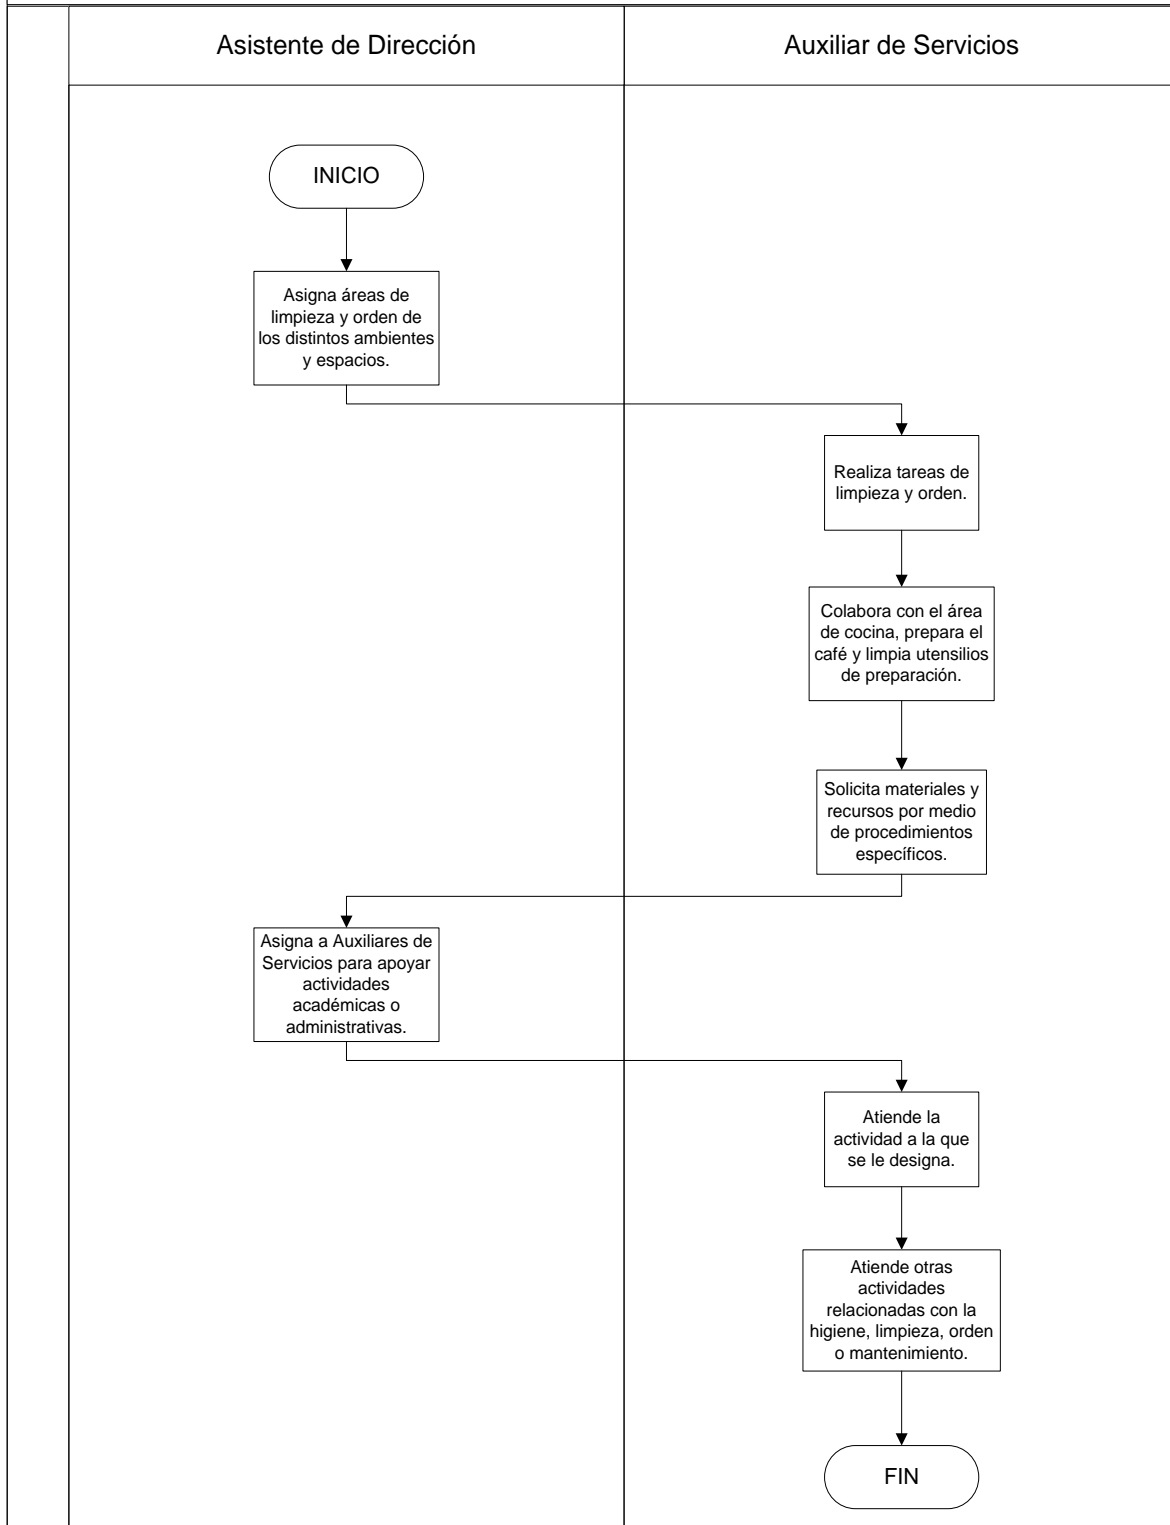 Asistente de Dirección
Auxiliar de Servicios
INICIO
Asigna áreas de
limpieza y orden de
los distintos ambientes
y espacios.
Realiza tareas de
limpieza y orden.
Colabora con el área
de cocina, prepara el
café y limpia utensilios
de preparación.
Solicita materiales y
recursos por medio
de procedimientos
específicos.
Asigna a Auxiliares de
Servicios para apoyar
actividades
académicas o
administrativas.
Atiende la
actividad a la que
se le designa.
Atiende otras
actividades
relacionadas con la
higiene, limpieza, orden
o mantenimiento.
FIN